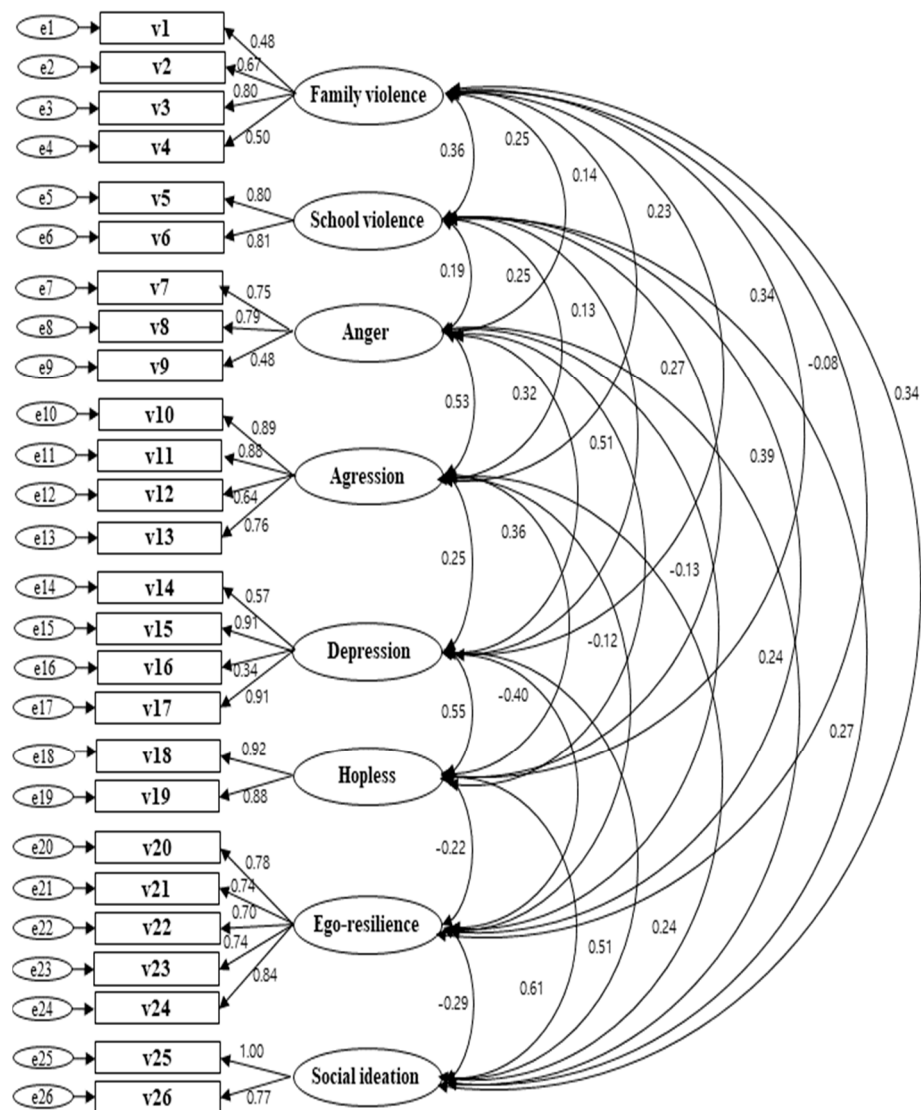 e1 v1 0.48
e2 v2 0.67 Family violence
e3 v3 0.80
e4 v4 0.50 0.36 0.25 0.14 0.23
e5 v5 0.80
e6 v6 0.81 School violence
e7 v7 0.75 0.19 0.25 0.13 0.34
e8 v8 0.79 Anger
e9 v9 0.48 0.27 -0.08
e10 v10 0.89 0.53 0.32 0.51 0.39 0.34
e11 v11 0.88
e12 v12 0.64 Agression
e13 v13 0.76
e14 v14 0.57 0.25 0.36 -0.13
e15 v15 0.91
e16 v16 0.34 Depression -0.12 0.24
e17 v17 0.91 0.55 -0.40 0.27
e18 v18 0.92
e19 v19 0.88 Hopless
e20 v20 0.78 -0.22
e21 v21 0.74
e22 v22 0.70 Ego-resilience
e23 v23 0.74 0.51 0.24
e24 v24 0.84 -0.29 0.61
e25 v25 1.00
e26 v26 0.77 Social ideation